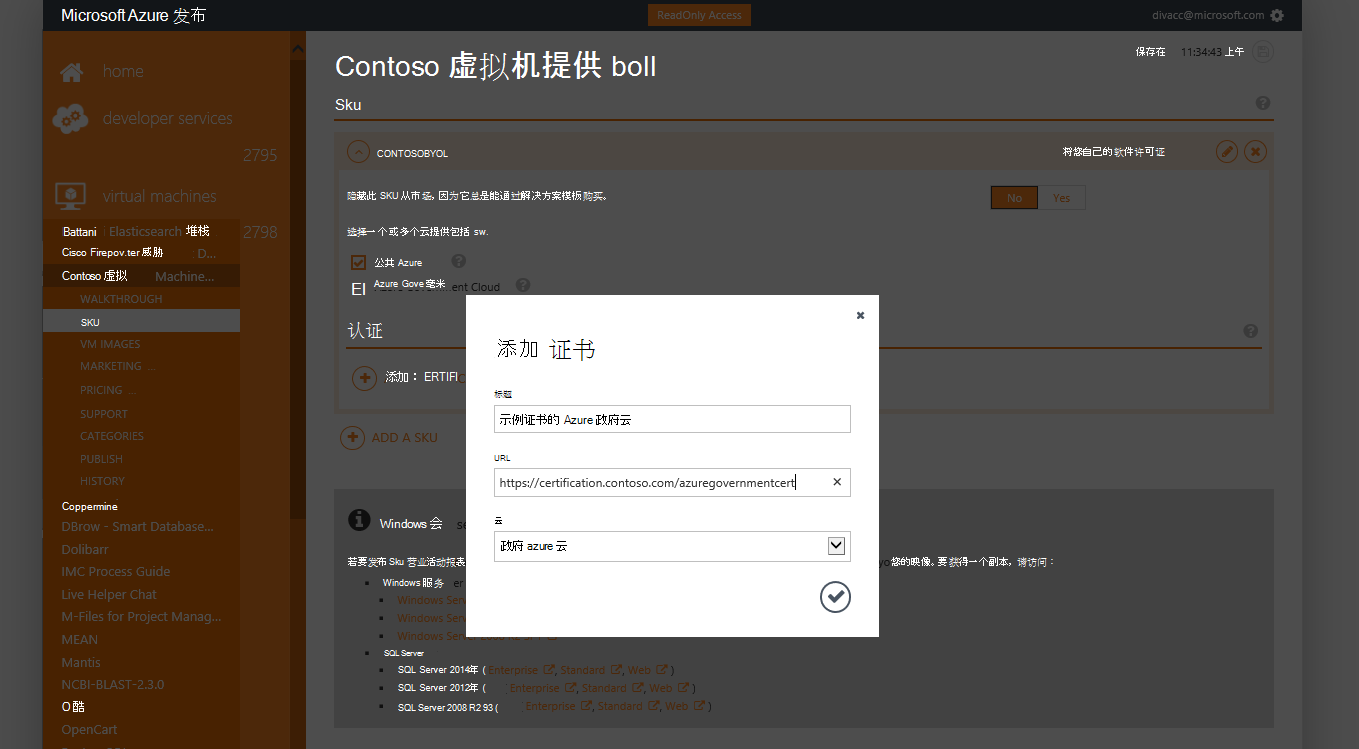 Microsoft Azure 发布
ReadOnly Access
divacc@microsoft.com
home
developer services
2795
virtual machines
Battani Elasticsearch 堆栈 2798
Cisco Firepov.ter 威胁 D...
Contoso 虚拟 Machine...
WALKTHROUGH
SKU
VM IMAGES
MARKETING ...
PRICING ...
SUPPORT
CATEGORIES
PUBLISH
HISTORY
Coppermine
DBrow - Smart Database...
Dolibarr
IMC Process Guide
Live Helper Chat
M-Files for Project Manag...
MEAN
Mantis
NCBI-BLAST-2.3.0
O酷
OpenCart
保存在 11:34:43 上午
Contoso 虚拟机提供 boll
Sku
CONTOSOBYOL
将您自己的软件许可证
隐藏此 SKU 从市场, 因为它总是能通过解决方案模板购买。
No Yes
选择一个或多个云提供包括 sw.
公共 Azure
El Azure Gove 毫米 ent Cloud
认证
添加： ERTIFI
ADD A SKU
添加 证书
标题
示例证书的 Azure 政府云
URL
https://certification.contoso.com/azuregovernmentcert
云
政府 azure 云
Windows 会 se
若要发布 Sku 营业活动报表 您的映像。要获得一个副本，请访问：
Windows 服务 er
Windows Serv
Windows Serv
SQL Server
SQL Server 2014年 ( Enterprise, Standard, Web )
SQL Server 2012年 ( Enterprise, Standard, Web )
SQL Server 2008 R2 93 ( Enterprise, Standard, Web )